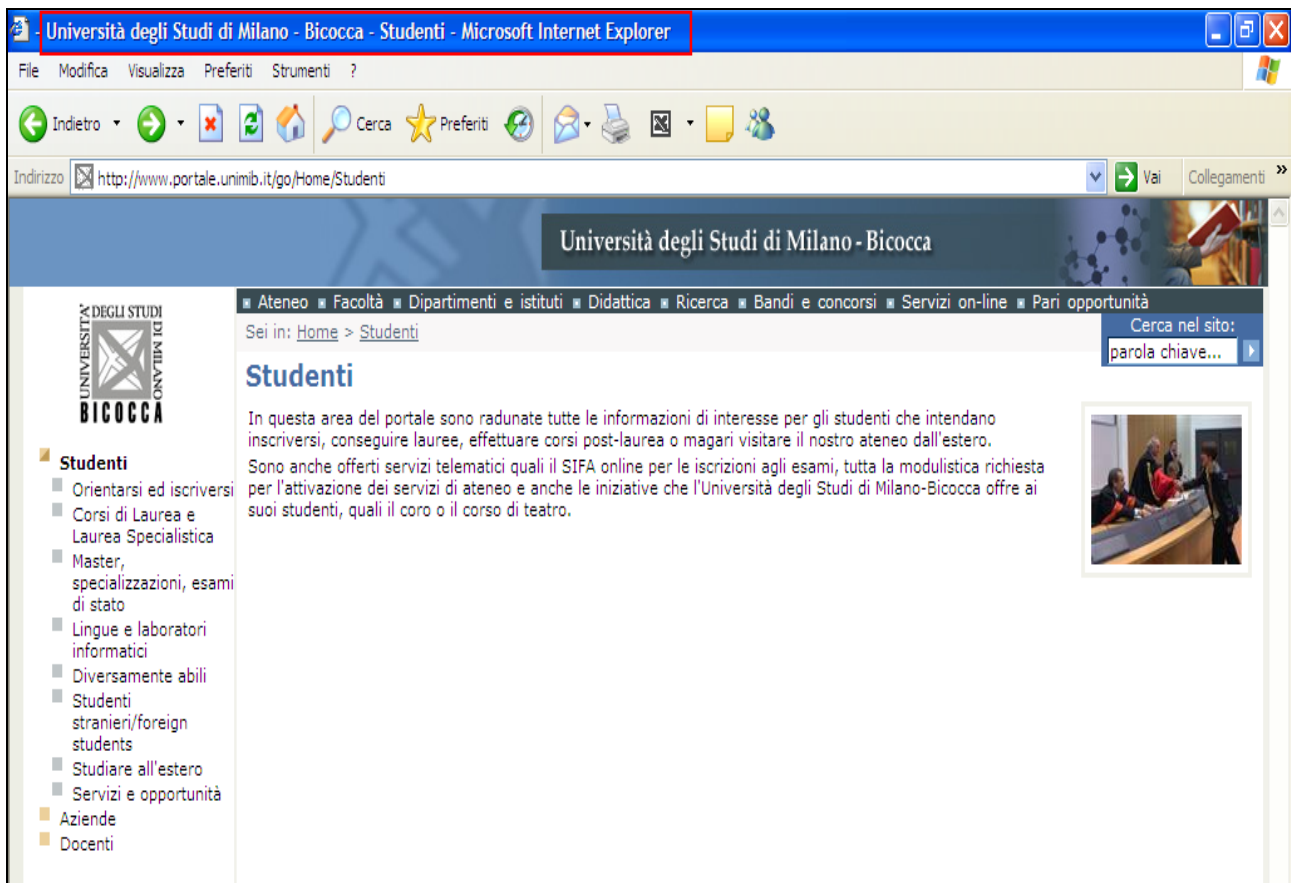 - Università degli Studi di Milano - Bicocca - Studenti - Microsoft Internet Explorer
File Modifica Visualizza Preferiti Strumenti ?
Indietro Cerca Preferiti
Indirizzo http://www.portale.unimib.it/go/Home/Studenti Vai Collegamenti »
Università degli Studi di Milano - Bicocca
UNIVERSITA' DEGLI STUDI DI MILANO
BICOCCA
Ateneo Facoltà Dipartimenti e istituti Didattica Ricerca Bandi e concorsi Servizi on-line Pari opportunità
Sei in: Home > Studenti
Cerca nel sito:
parola chiave...
Studenti
In questa area del portale sono radunate tutte le informazioni di interesse per gli studenti che intendano
inscriversi, conseguire lauree, effettuare corsi post-laurea o magari visitare il nostro ateneo dall'estero.
Sono anche offerti servizi telematici quali il SIFA online per le iscrizioni agli esami, tutta la modulistica richiesta
per l'attivazione dei servizi di ateneo e anche le iniziative che l'Università degli Studi di Milano-Bicocca offre ai
suoi studenti, quali il coro o il corso di teatro.
Studenti
Orientarsi ed iscriversi
Corsi di Laurea e
Laurea Specialistica
Master,
specializzazioni, esami
di stato
Lingue e laboratori
informatici
Diversamente abili
Studenti
stranieri/foreign
students
Studiare all'estero
Servizi e opportunità
Aziende
Docenti